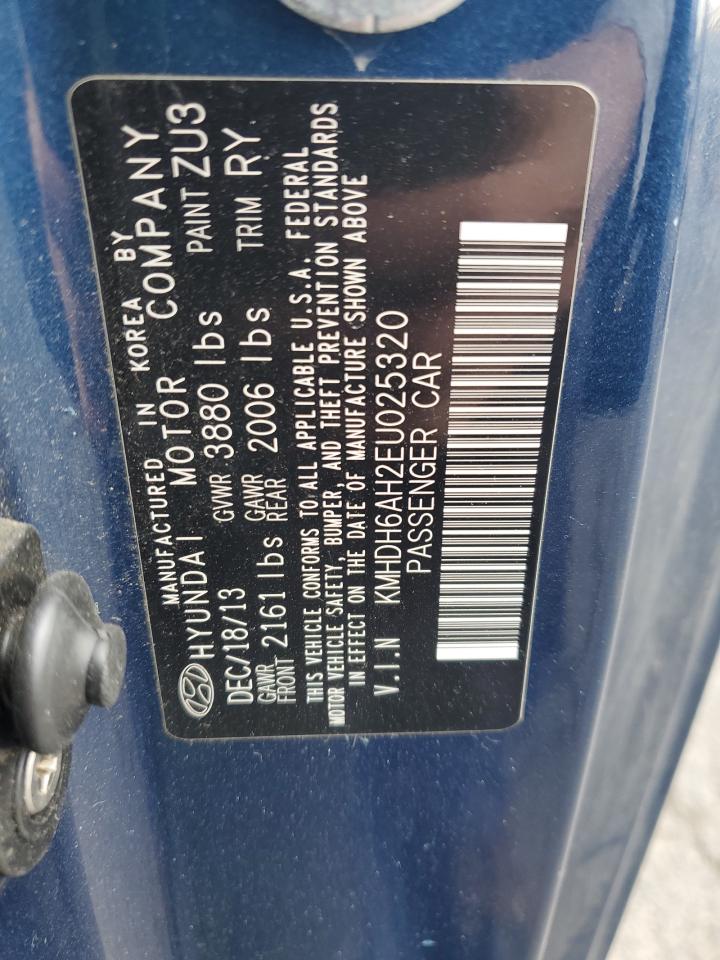 MANUFACTURED IN KOREA BY
HYUNDAI MOTOR COMPANY
DEC/18/13 GVWR 3880 lbs PAINT ZU3
GAWR FRONT 2161 lbs GAWR REAR 2006 lbs TRIM RY
THIS VEHICLE CONFORMS TO ALL APPLICABLE U.S.A. FEDERAL
MOTOR VEHICLE SAFETY, BUMPER, AND THEFT PREVENTION STANDARDS
IN EFFECT ON THE DATE OF MANUFACTURE SHOWN ABOVE
V.I.N KMHDH6AH2EU025320
PASSENGER CAR